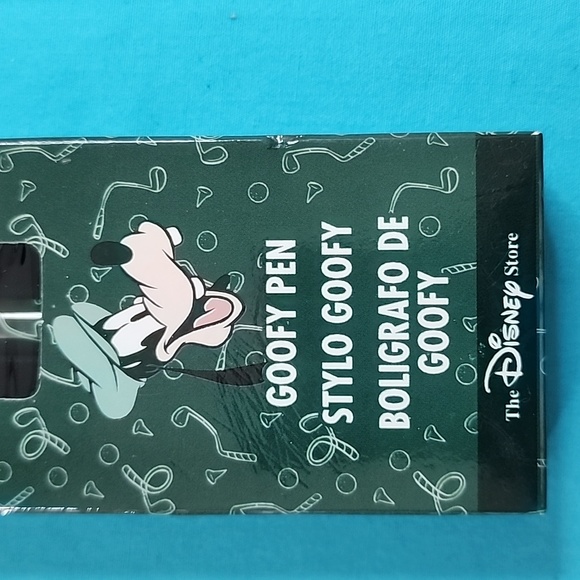 GOOFY PEN
STYLO GOOFY
BOLIGRAFO DE
GOOFY
The Disney Store